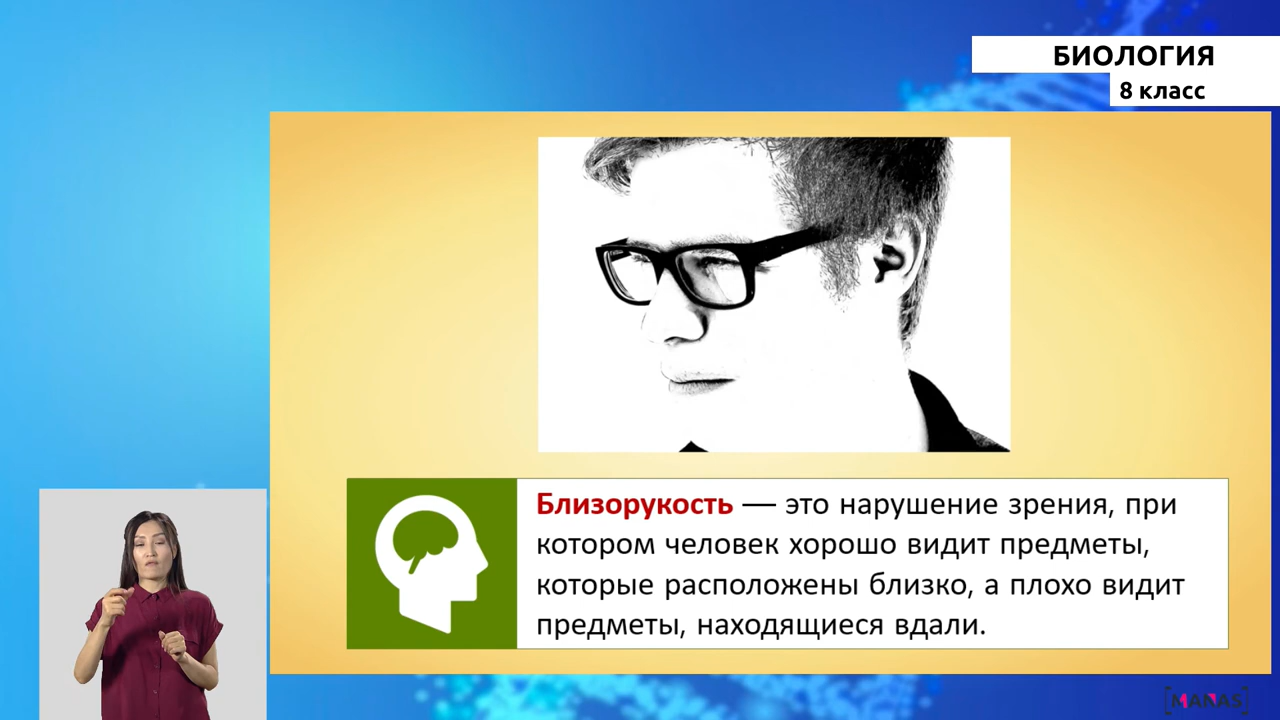 БИОЛОГИЯ
8 класс
Близорукость — это нарушение зрения, при
котором человек хорошо видит предметы,
которые расположены близко, а плохо видит
предметы, находящиеся вдали.
MANAS